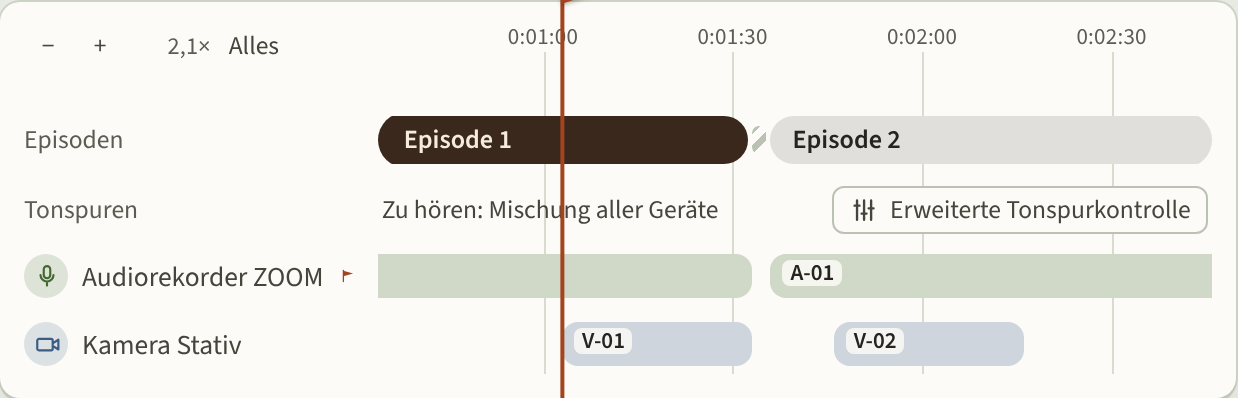 − + 2,1× Alles
0:01:00 0:01:30 0:02:00 0:02:30
Episoden Episode 1 Episode 2
Tonspuren Zu hören: Mischung aller Geräte Erweiterte Tonspurkontrolle
Audiorekorder ZOOM A-01
Kamera Stativ V-01 V-02